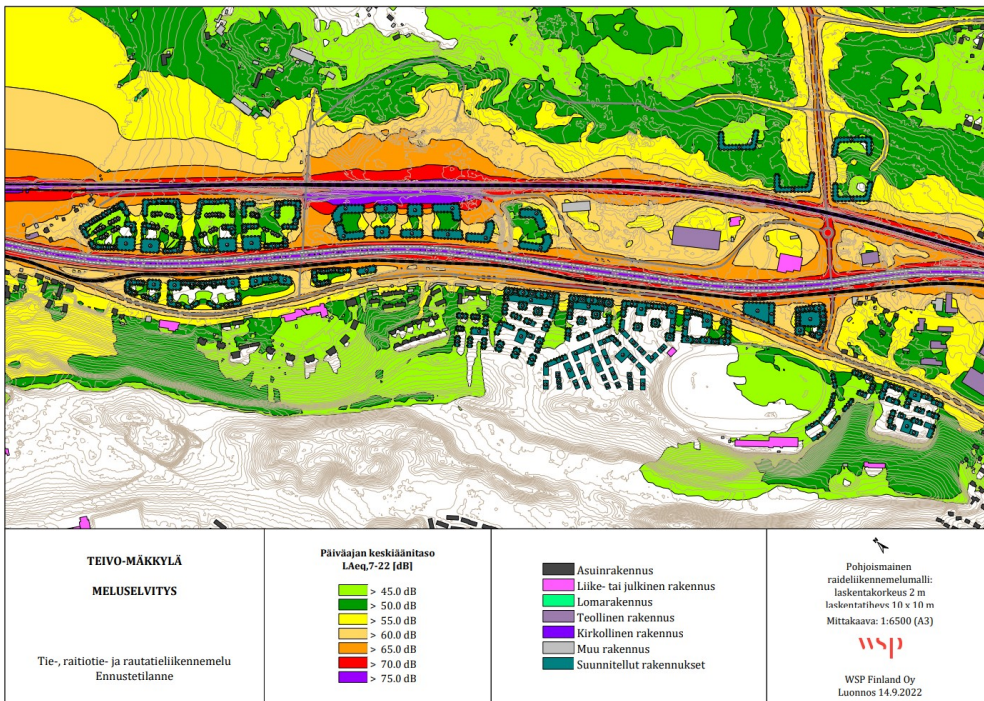 TEIVO-MÄKKYLÄ
MELUSELVITYS
Tie-, raitiotie- ja rautatieliikennemelu
Ennustetilanne
Päiväajan keskiäänitaso
LAeq,7-22 [dB]
> 45.0 dB
> 50.0 dB
> 55.0 dB
> 60.0 dB
> 65.0 dB
> 70.0 dB
> 75.0 dB
Asuinrakennus
Liike- tai julkinen rakennus
Lomarakennus
Teollinen rakennus
Kirkollinen rakennus
Muu rakennus
Suunnitellut rakennukset
Pohjoismainen
raideliikennemelumalli:
laskentakorkeus 2 m
laskentatiheys 10 x 10 m
Mittakaava: 1:6500 (A3)
wsp
WSP Finland Oy
Luonnos 14.9.2022